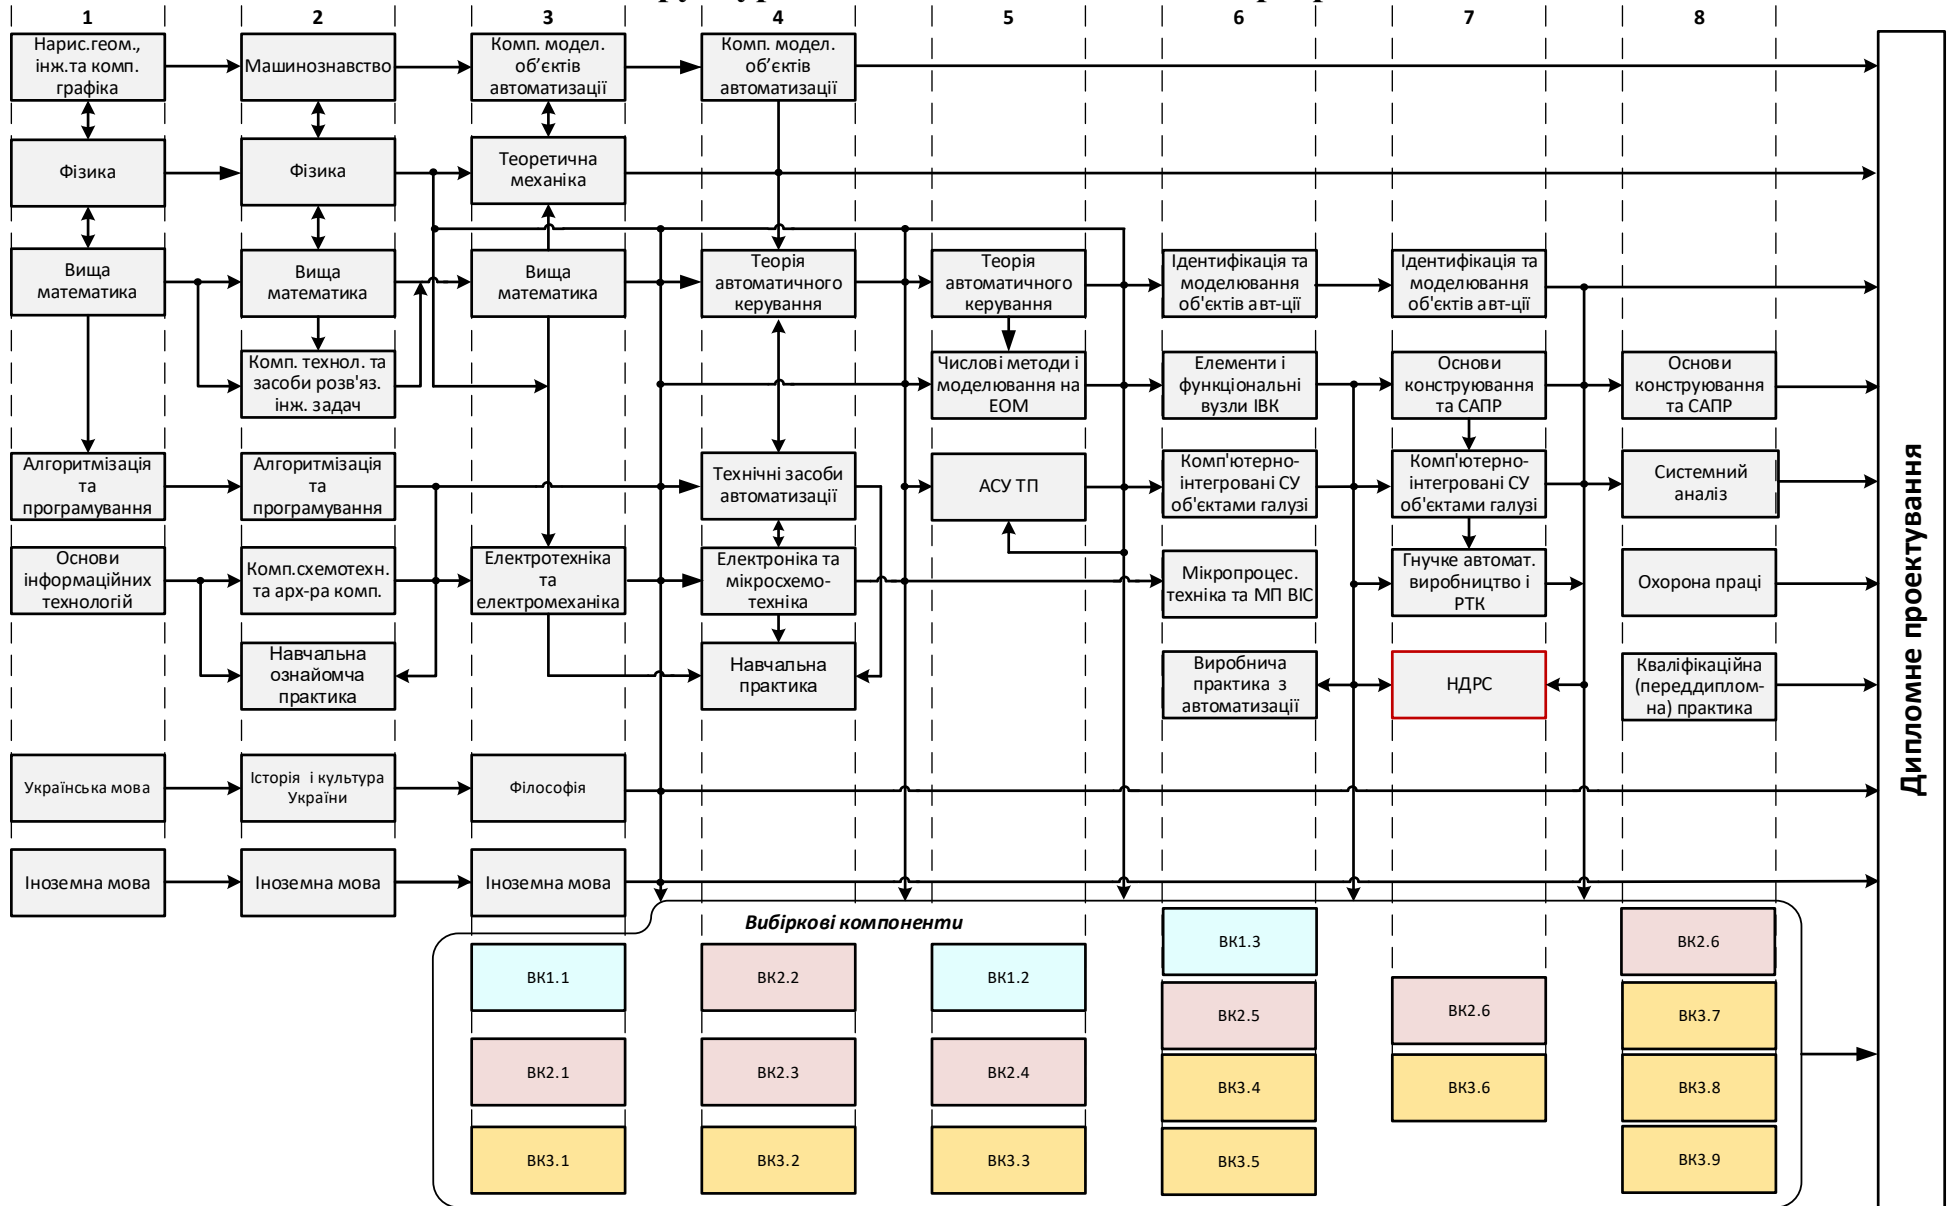 1 2 3 4 5 6 7 8
Нарис.геом.,
інж.та комп.
графіка
Машинознавство
Комп. модел.
об’єктів
автоматизації
Комп. модел.
об’єктів
автоматизації
Фізика
Фізика
Теоретична
механіка
Вища
математика
Вища
математика
Вища
математика
Теорія
автоматичного
керування
Теорія
автоматичного
керування
Ідентифікація та
моделювання
об'єктів авт-ції
Ідентифікація та
моделювання
об'єктів авт-ції
Комп. технол. та
засоби розв'яз.
інж. задач
Числові методи і
моделювання на
ЕОМ
Елементи і
функціональні
вузли ІВК
Основи
конструювання
та САПР
Основи
конструювання
та САПР
Алгоритмізація
та
програмування
Алгоритмізація
та
програмування
Технічні засоби
автоматизації
АСУ ТП
Комп'ютерно-
інтегровані СУ
об'єктами галузі
Комп'ютерно-
інтегровані СУ
об'єктами галузі
Системний
аналіз
Основи
інформаційних
технологій
Комп.схемотехн.
та арх-ра комп.
Електротехніка
та
електромеханіка
Електроніка та
мікросхемо-
техніка
Мікропроцес.
техніка та МП ВІС
Гнучке автомат.
виробництво і
РТК
Охорона праці
Навчальна
ознайомча
практика
Навчальна
практика
Виробнича
практика з
автоматизації
НДРС
Кваліфікаційна
(переддиплом-
на) практика
Українська мова
Історія і культура
України
Філософія
Іноземна мова
Іноземна мова
Іноземна мова
Дипломне проектування
Вибіркові компоненти
ВК1.1
ВК2.2
ВК1.2
ВК1.3
ВК2.6
ВК2.5
ВК2.6
ВК3.7
ВК2.1
ВК2.3
ВК2.4
ВК3.4
ВК3.6
ВК3.8
ВК3.1
ВК3.2
ВК3.3
ВК3.5
ВК3.9